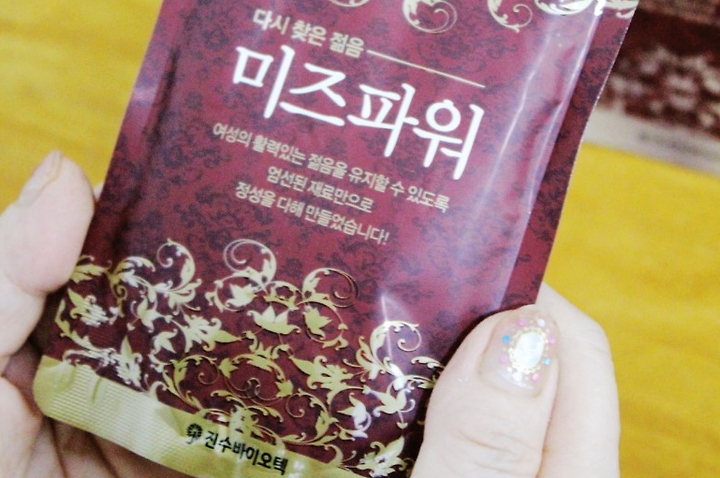 다시 찾은 젊음
미즈파워
여성의 활력있는 젊음을 유지할 수 있도록
엄선된 재료만으로
정성을 다해 만들었습니다!
진수바이오텍